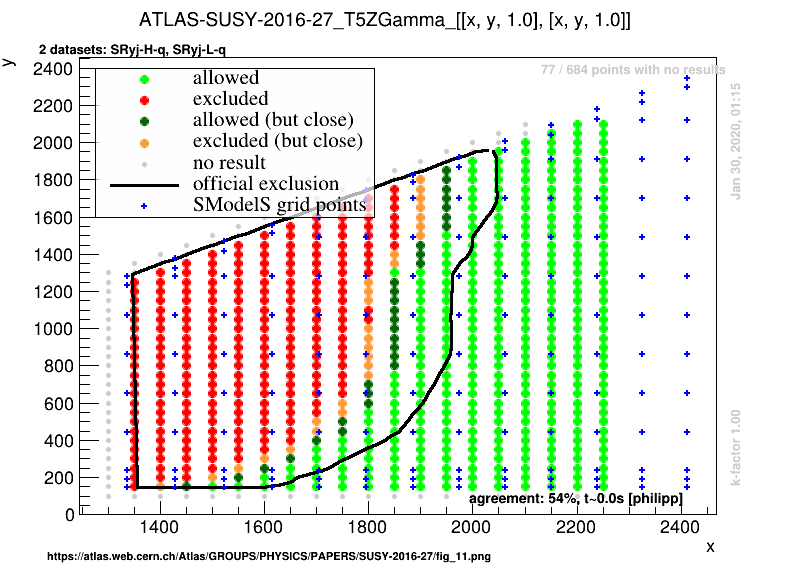 ATLAS-SUSY-2016-27_T5ZGamma_[[x, y, 1.0], [x, y, 1.0]]
2 datasets: SRyj-H-q, SRyj-L-q
y
77 / 684 points with no results
allowed
excluded
allowed (but close)
excluded (but close)
no result
official exclusion
SModelS grid points
2400
2200
2000
1800
1600
1400
1200
1000
800
600
400
200
0
Jan 30, 2020, 01:15
k-factor 1.00
agreement: 54%, t~0.0s [philipp]
1400 1600 1800 2000 2200 2400
x
https://atlas.web.cern.ch/Atlas/GROUPS/PHYSICS/PAPERS/SUSY-2016-27/fig_11.png